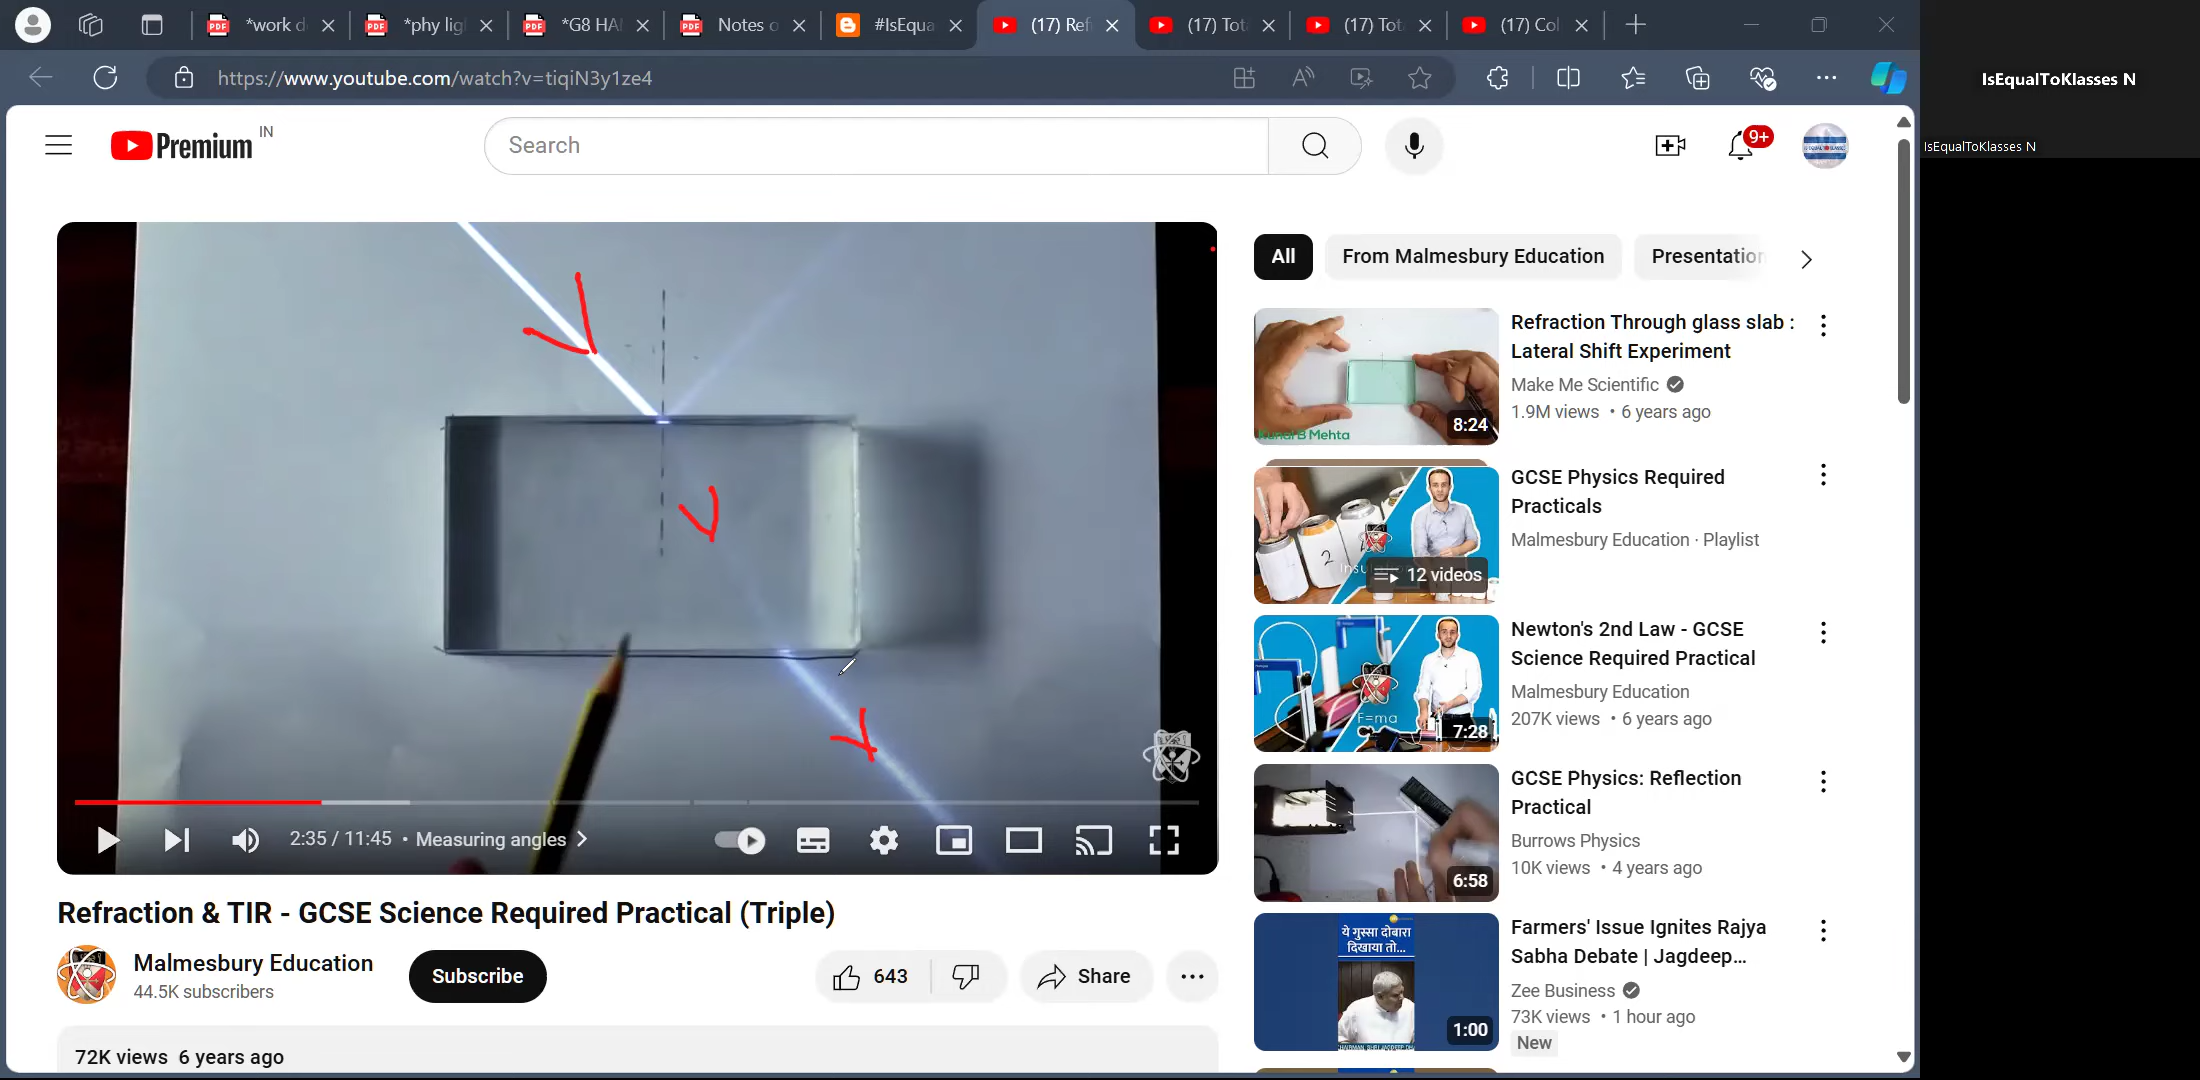 *work d
*phy lig
*G8 HA
Notes o
#IsEqua
(17) Ref
(17) Tot
(17) Tot
(17) Col
https://www.youtube.com/watch?v=tiqiN3y1ze4
Premium IN
Search
9+
IsEqualToKlasses N
IsEqualToKlasses N
2:35 / 11:45 • Measuring angles
Refraction & TIR - GCSE Science Required Practical (Triple)
Malmesbury Education
44.5K subscribers
Subscribe
643
Share
72K views 6 years ago
All
From Malmesbury Education
Presentation
Kunal B Mehta
8:24
Refraction Through glass slab :
Lateral Shift Experiment
Make Me Scientific
1.9M views • 6 years ago
2
12 videos
GCSE Physics Required
Practicals
Malmesbury Education · Playlist
F=ma
7:28
Newton's 2nd Law - GCSE
Science Required Practical
Malmesbury Education
207K views • 6 years ago
6:58
GCSE Physics: Reflection
Practical
Burrows Physics
10K views • 4 years ago
ये गुस्सा दोबारा
दिखाया तो...
1:00
Farmers' Issue Ignites Rajya
Sabha Debate | Jagdeep...
Zee Business
73K views • 1 hour ago
New